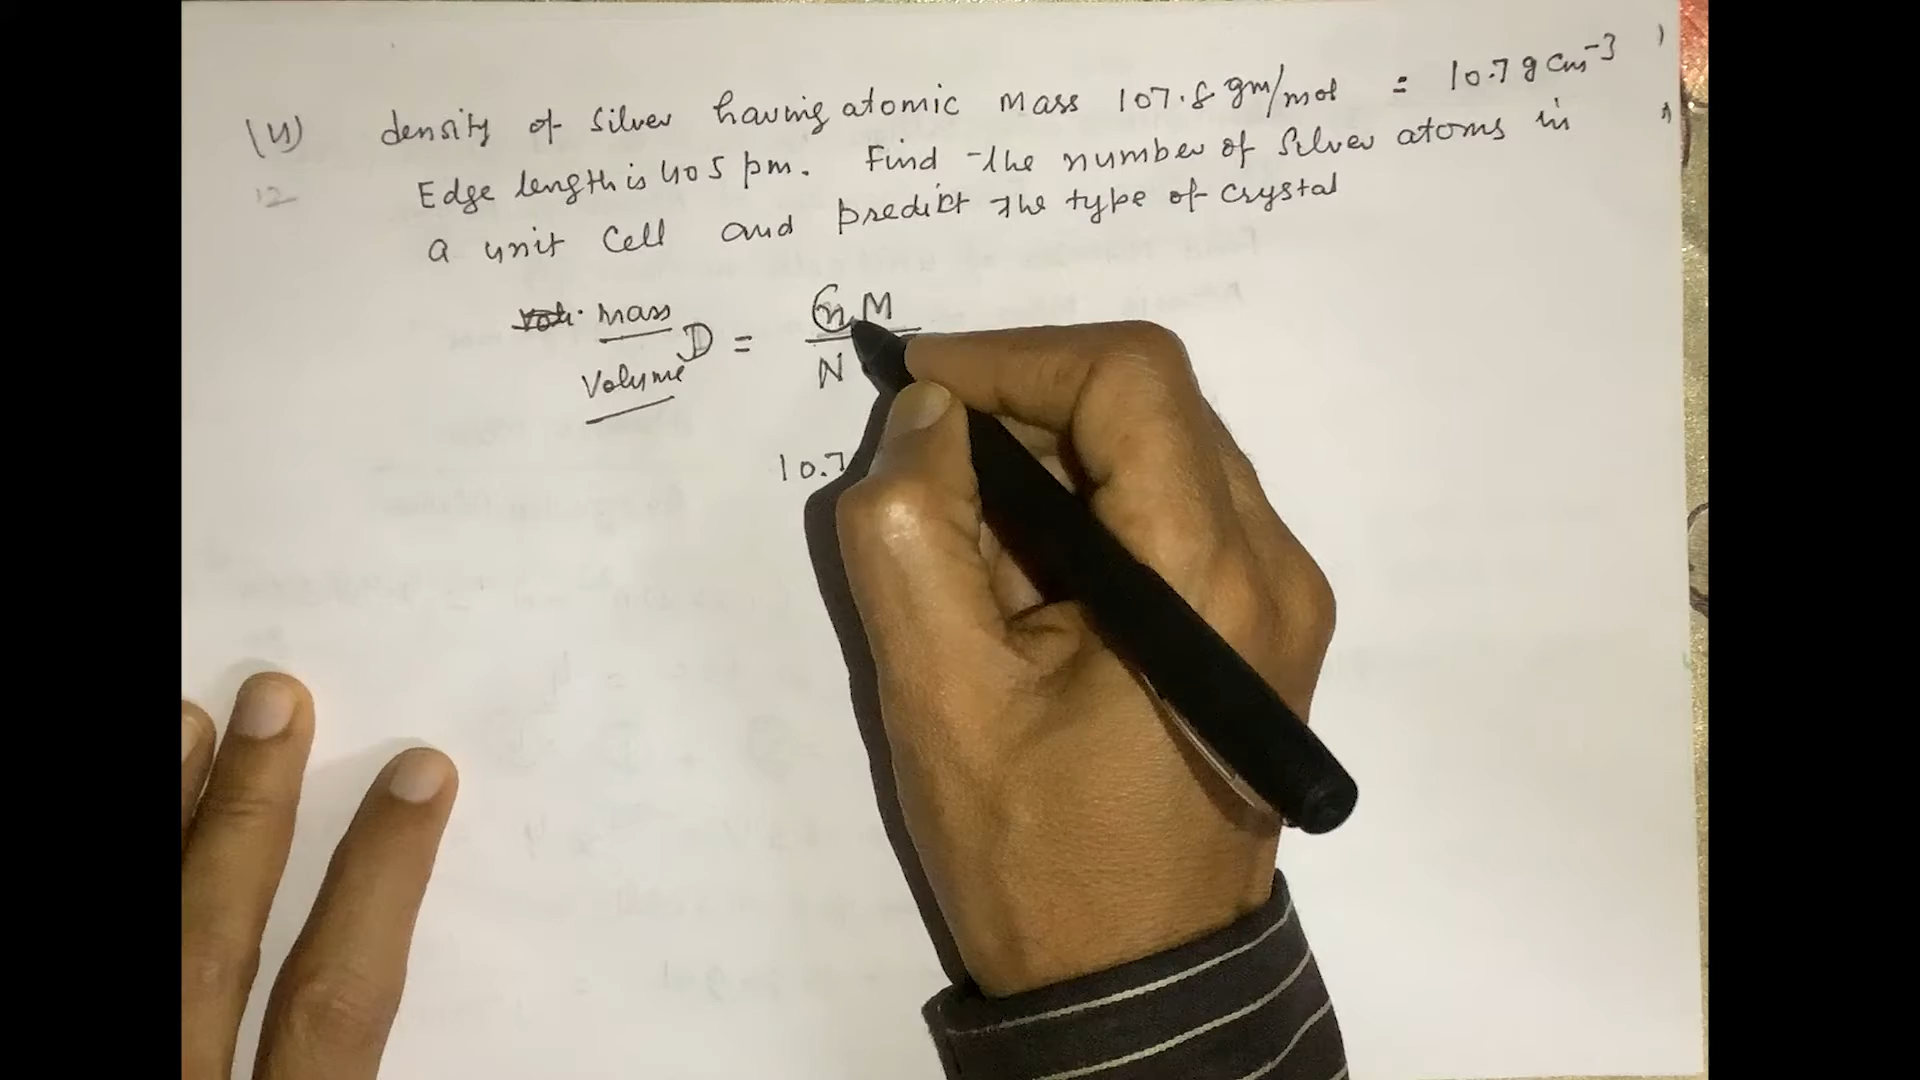 (4) density of silver having atomic mass 107.8 gm/mol = 10.7 g cm⁻³
12 Edge length is 405 pm. Find the number of silver atoms in
a unit cell and predict the type of crystal
mass
Volume
D = n.M
N
10.7